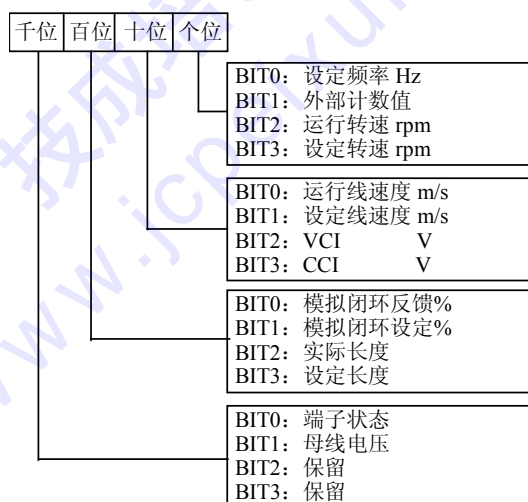 千位 百位 十位 个位
BIT0：设定频率 Hz
BIT1：外部计数值
BIT2：运行转速 rpm
BIT3：设定转速 rpm
BIT0：运行线速度 m/s
BIT1：设定线速度 m/s
BIT2：VCI V
BIT3：CCI V
BIT0：模拟闭环反馈%
BIT1：模拟闭环设定%
BIT2：实际长度
BIT3：设定长度
BIT0：端子状态
BIT1：母线电压
BIT2：保留
BIT3：保留